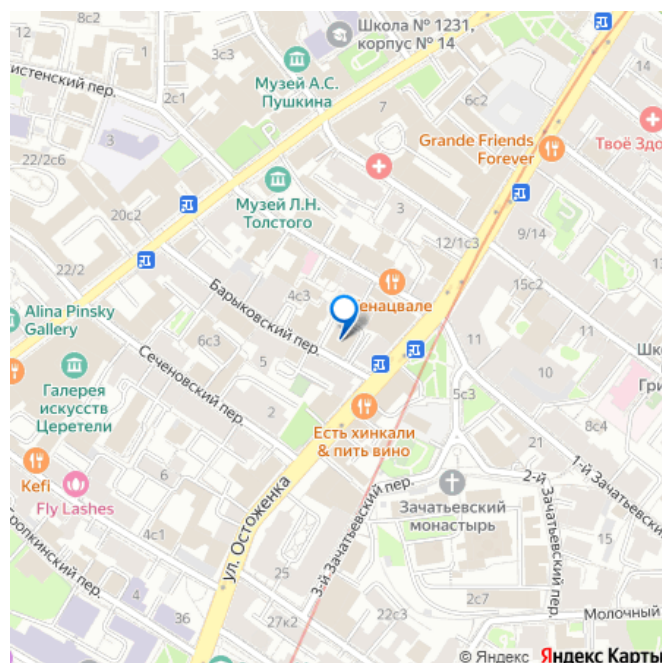 8с2
Школа № 1231,
корпус № 14
12
3с3
1
Музей А.С.
Пушкина
14
истенский пер.
2с1
6с2
7
Grande Friends
Forever
Твоё Здо
3
22/2с6
Музей Л.Н.
Толстого
3
20с2
12/1с3
9/14
22/2
4с3
енацвале
15с2
Alina Pinsky
Gallery
Барыковский пер.
6с3
5
Шк
Галерея
искусств
Церетели
Сеченовский пер.
2
5с3
10
Гри
8с4
Есть хинкали
& пить вино
21
1-й Зачатьевский
Kefi
Fly Lashes
ул. Остоженка
Зачатьевский
монастырь
2-й Зачатьевский пер.
3-й Зачатьевский пер.
4с1
15
опкинский пер.
25
2с7
36
27к2
22с3
Молочный
© Яндекс Яндекс Карты